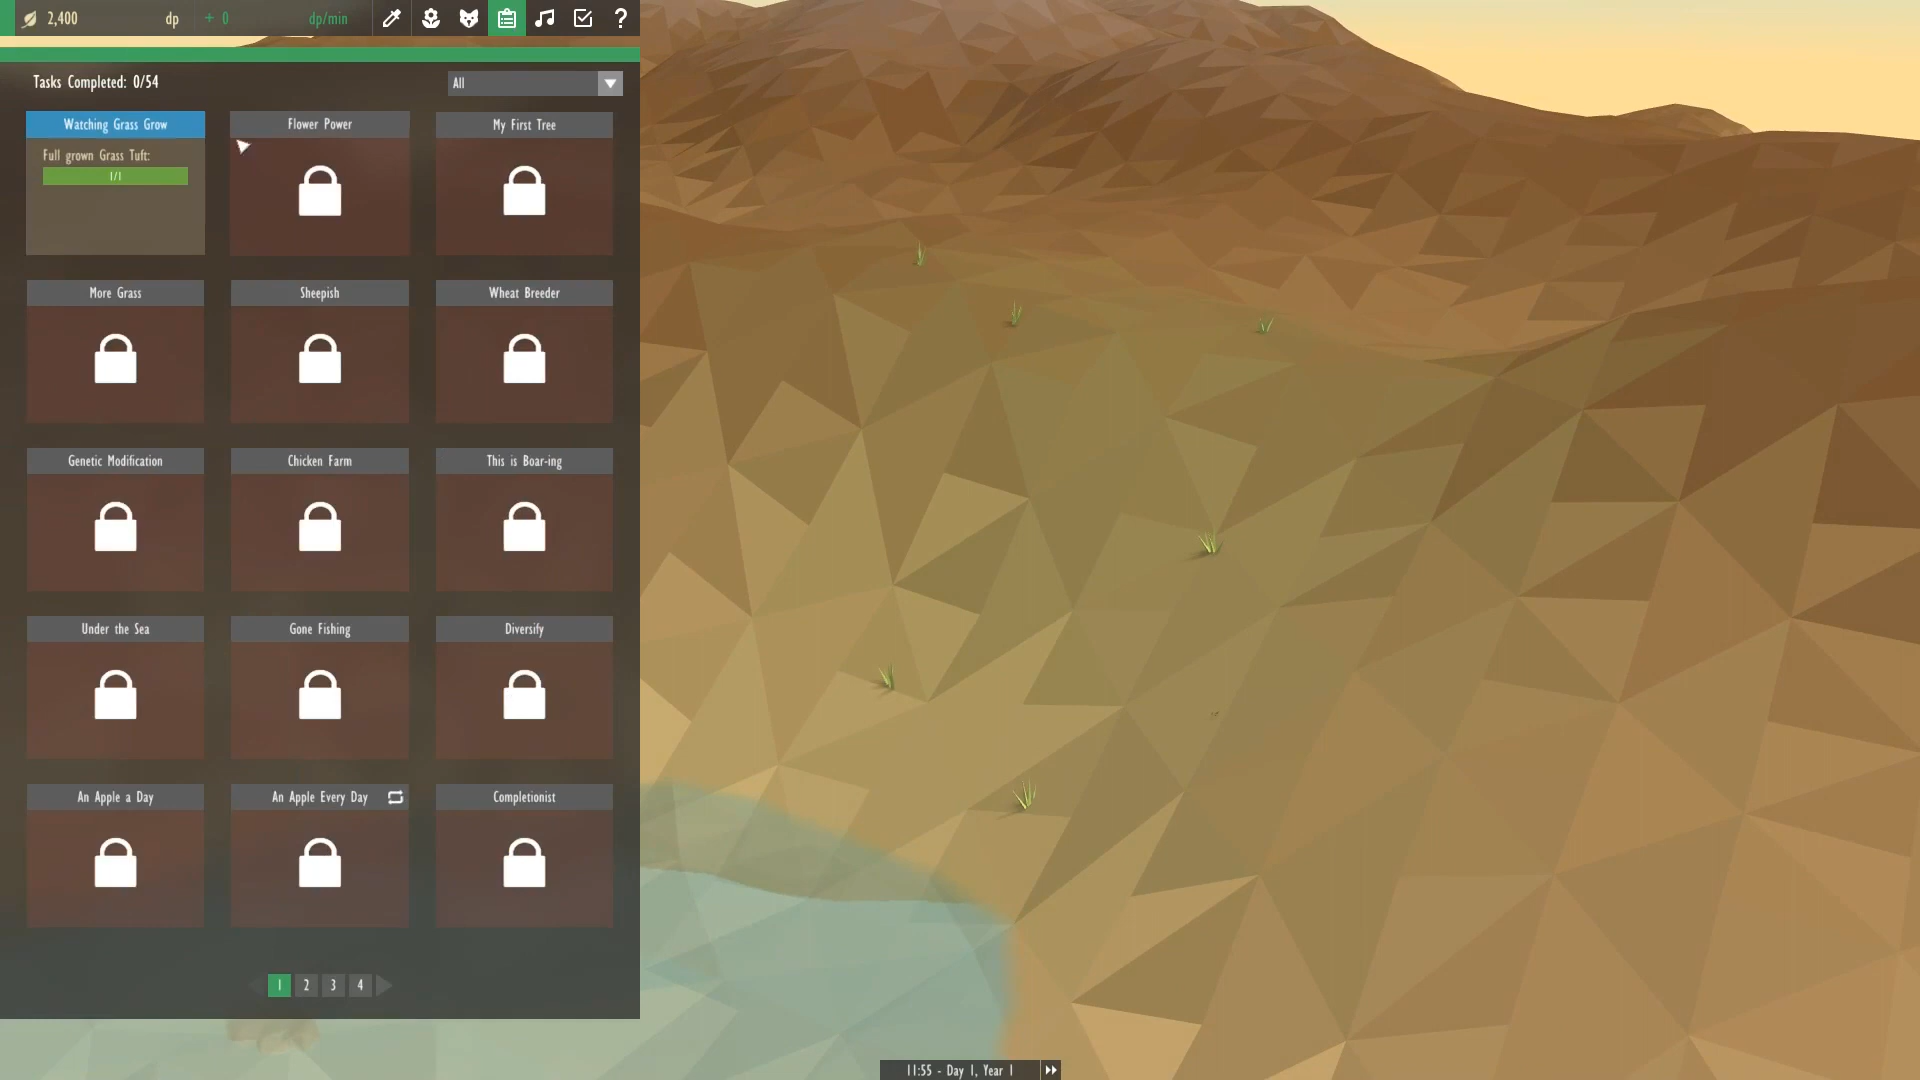 2,400 dp + 0 dp/min ?
Tasks Completed: 0/54
All
Watching Grass Grow
Flower Power
My First Tree
Full grown Grass Tuft:
1/1
More Grass
Sheepish
Wheat Breeder
Genetic Modification
Chicken Farm
This is Boar-ing
Under the Sea
Gone Fishing
Diversify
An Apple a Day
An Apple Every Day
Completionist
1 2 3 4
11:55 - Day 1, Year 1